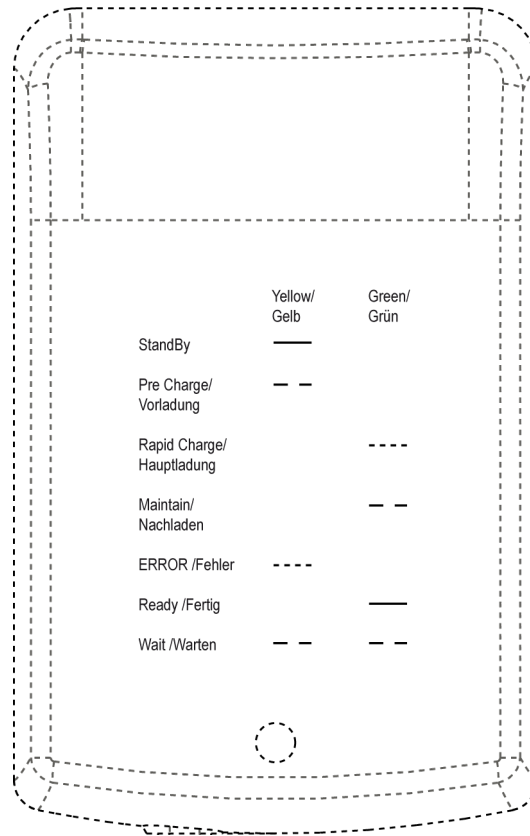 Yellow/ Green/
Gelb Grün
StandBy
Pre Charge/
Vorladung
Rapid Charge/
Hauptladung
Maintain/
Nachladen
ERROR /Fehler
Ready /Fertig
Wait /Warten